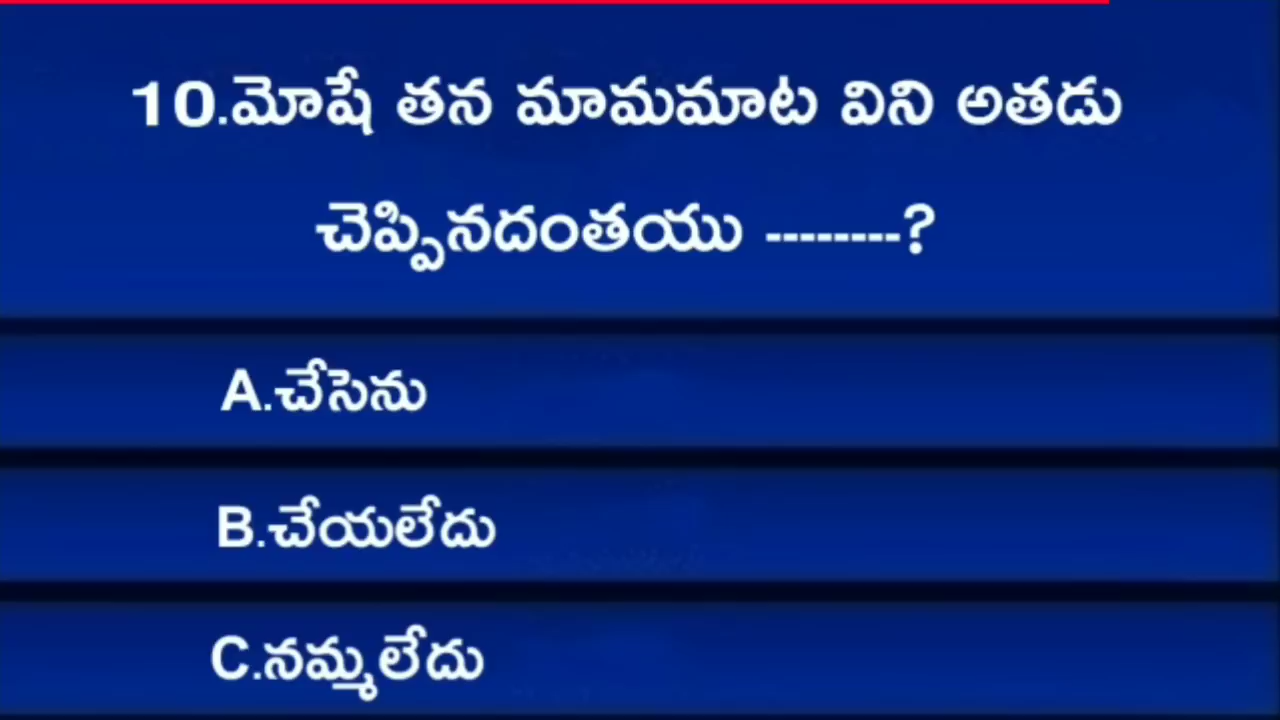 10.మోషే తన మామమాట విని అతడు
చెప్పినదంతయు --------?
A.చేసెను
B.చేయలేదు
C.నమ్మలేదు